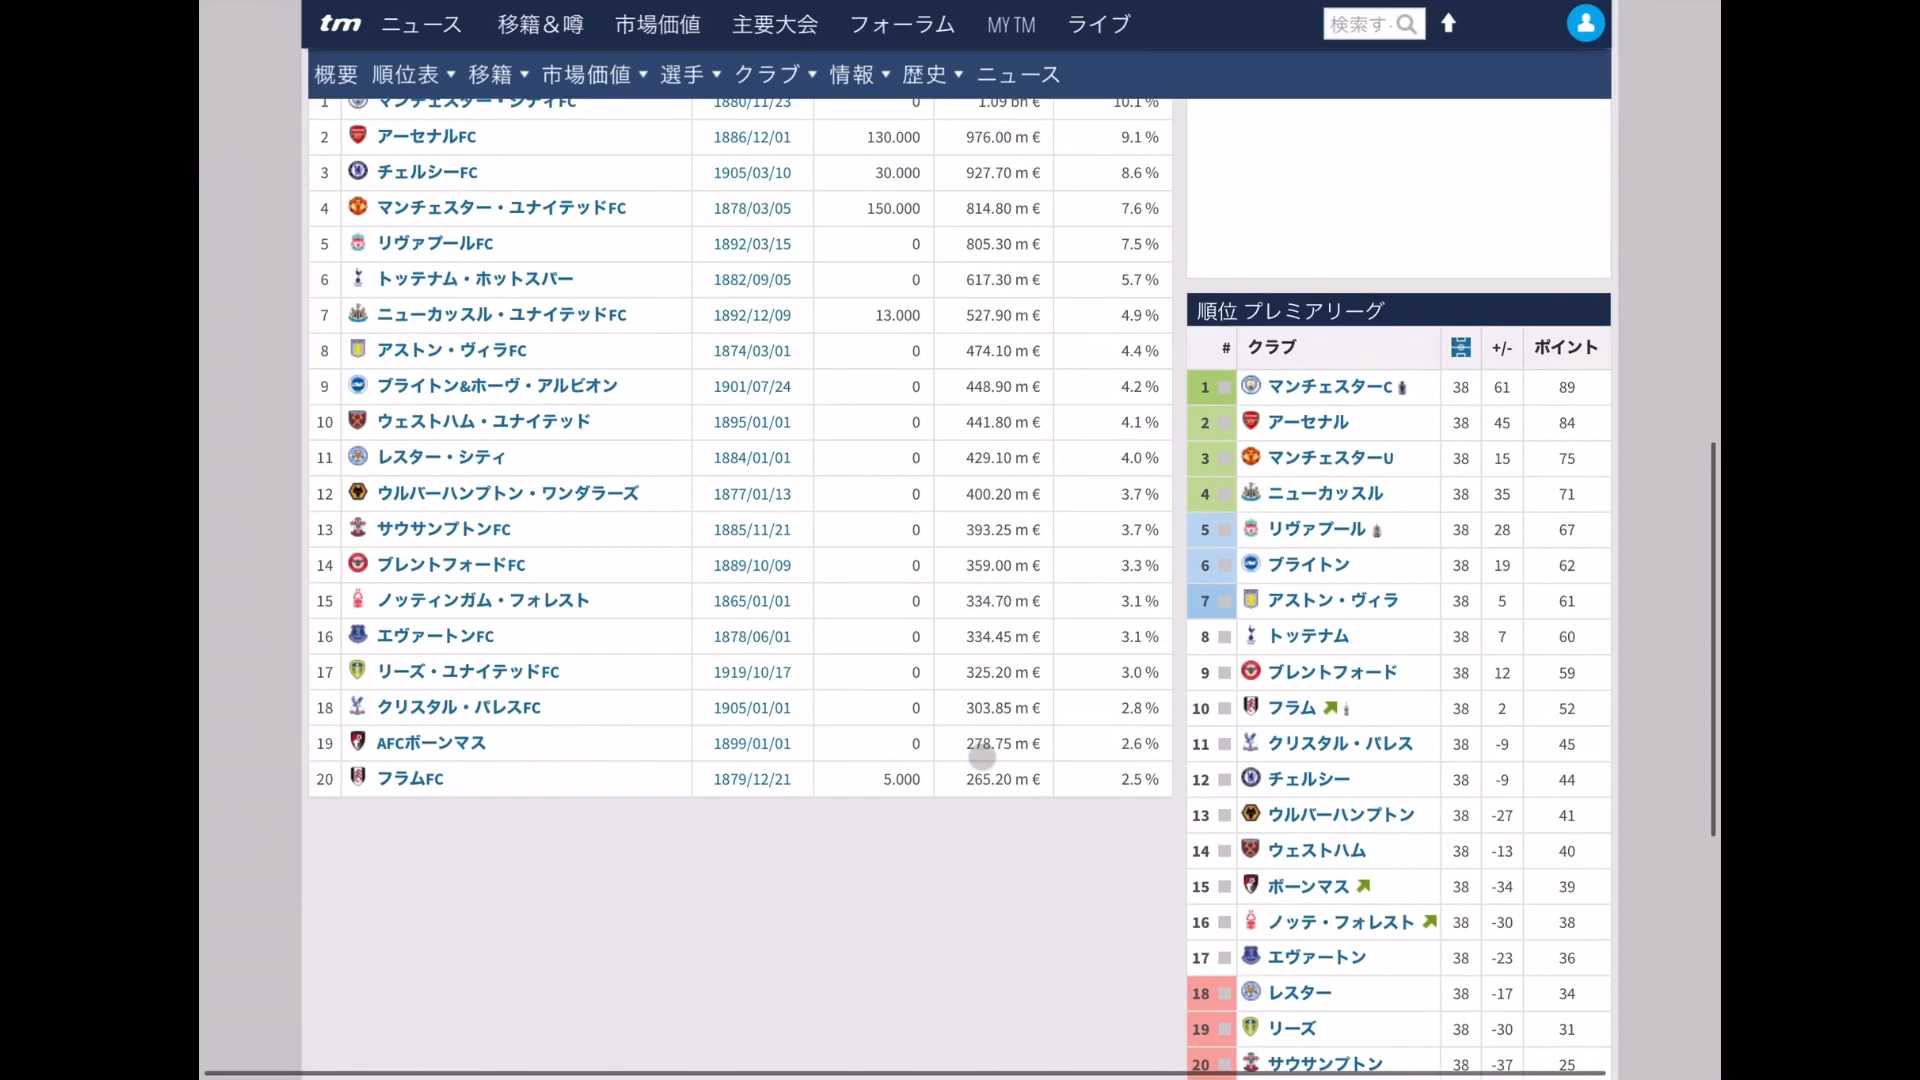 tm ニュース 移籍&噂 市場価値 主要大会 フォーラム MY TM ライブ 検索す
概要 順位表 移籍 市場価値 選手 クラブ 情報 歴史 ニュース
1 マンチェスター・シティFC 1880/11/23 0 1.09 bn € 10.1 %
2 アーセナルFC 1886/12/01 130.000 976.00 m € 9.1 %
3 チェルシーFC 1905/03/10 30.000 927.70 m € 8.6 %
4 マンチェスター・ユナイテッドFC 1878/03/05 150.000 814.80 m € 7.6 %
5 リヴァプールFC 1892/03/15 0 805.30 m € 7.5 %
6 トッテナム・ホットスパー 1882/09/05 0 617.30 m € 5.7 %
7 ニューカッスル・ユナイテッドFC 1892/12/09 13.000 527.90 m € 4.9 %
8 アストン・ヴィラFC 1874/03/01 0 474.10 m € 4.4 %
9 ブライトン&ホーヴ・アルビオン 1901/07/24 0 448.90 m € 4.2 %
10 ウェストハム・ユナイテッド 1895/01/01 0 441.80 m € 4.1 %
11 レスター・シティ 1884/01/01 0 429.10 m € 4.0 %
12 ウルバーハンプトン・ワンダラーズ 1877/01/13 0 400.20 m € 3.7 %
13 サウサンプトンFC 1885/11/21 0 393.25 m € 3.7 %
14 ブレントフォードFC 1889/10/09 0 359.00 m € 3.3 %
15 ノッティンガム・フォレスト 1865/01/01 0 334.70 m € 3.1 %
16 エヴァートンFC 1878/06/01 0 334.45 m € 3.1 %
17 リーズ・ユナイテッドFC 1919/10/17 0 325.20 m € 3.0 %
18 クリスタル・パレスFC 1905/01/01 0 303.85 m € 2.8 %
19 AFCボーンマス 1899/01/01 0 278.75 m € 2.6 %
20 フラムFC 1879/12/21 5.000 265.20 m € 2.5 %
順位 プレミアリーグ
# クラブ +/- ポイント
1 マンチェスターC 38 61 89
2 アーセナル 38 45 84
3 マンチェスターU 38 15 75
4 ニューカッスル 38 35 71
5 リヴァプール 38 28 67
6 ブライトン 38 19 62
7 アストン・ヴィラ 38 5 61
8 トッテナム 38 7 60
9 ブレントフォード 38 12 59
10 フラム 38 2 52
11 クリスタル・パレス 38 -9 45
12 チェルシー 38 -9 44
13 ウルバーハンプトン 38 -27 41
14 ウェストハム 38 -13 40
15 ボーンマス 38 -34 39
16 ノッテ・フォレスト 38 -30 38
17 エヴァートン 38 -23 36
18 レスター 38 -17 34
19 リーズ 38 -30 31
20 サウサンプトン 38 -37 25